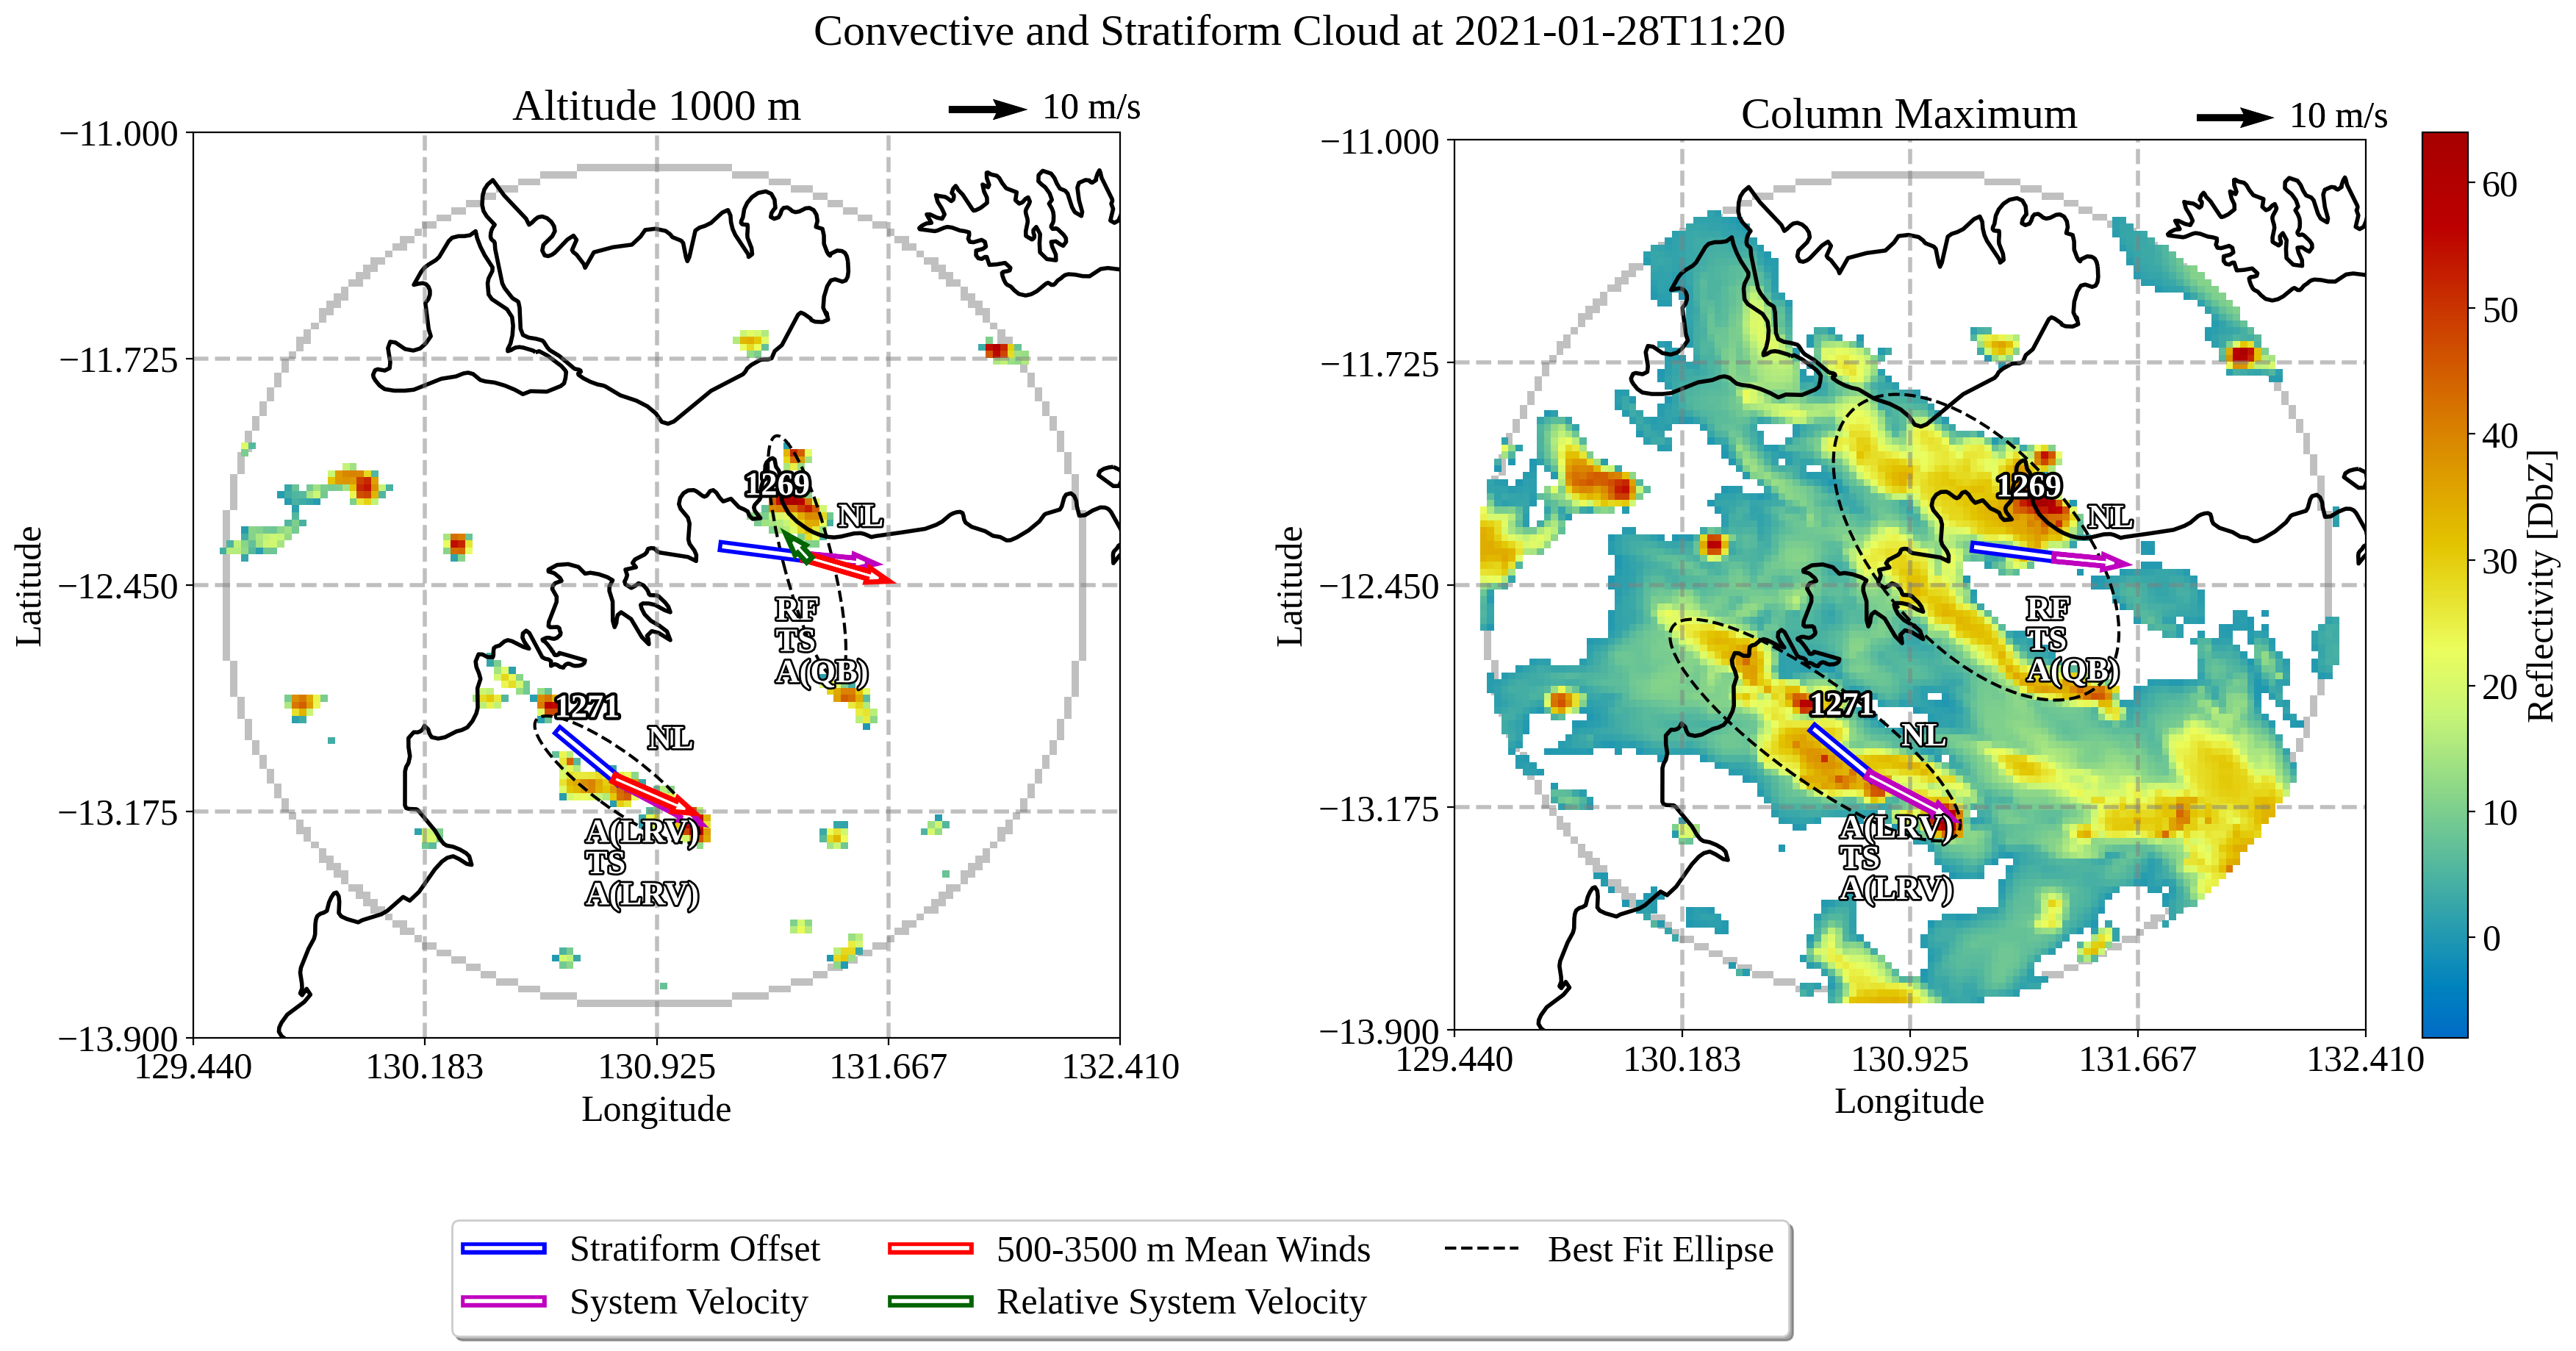 Convective and Stratiform Cloud at 2021-01-28T11:20
Altitude 1000 m
10 m/s
−11.000
−11.725
−12.450
−13.175
−13.900
Latitude
129.440
130.183
130.925
131.667
132.410
Longitude
1269
NL
RF
TS
A(QB)
1271
NL
A(LRV)
TS
A(LRV)
Column Maximum
10 m/s
−11.000
−11.725
−12.450
−13.175
−13.900
Latitude
129.440
130.183
130.925
131.667
132.410
Longitude
1269
NL
RF
TS
A(QB)
1271
NL
A(LRV)
TS
A(LRV)
60
50
40
30
20
10
0
Reflectivity [DbZ]
Stratiform Offset
500-3500 m Mean Winds
Best Fit Ellipse
System Velocity
Relative System Velocity